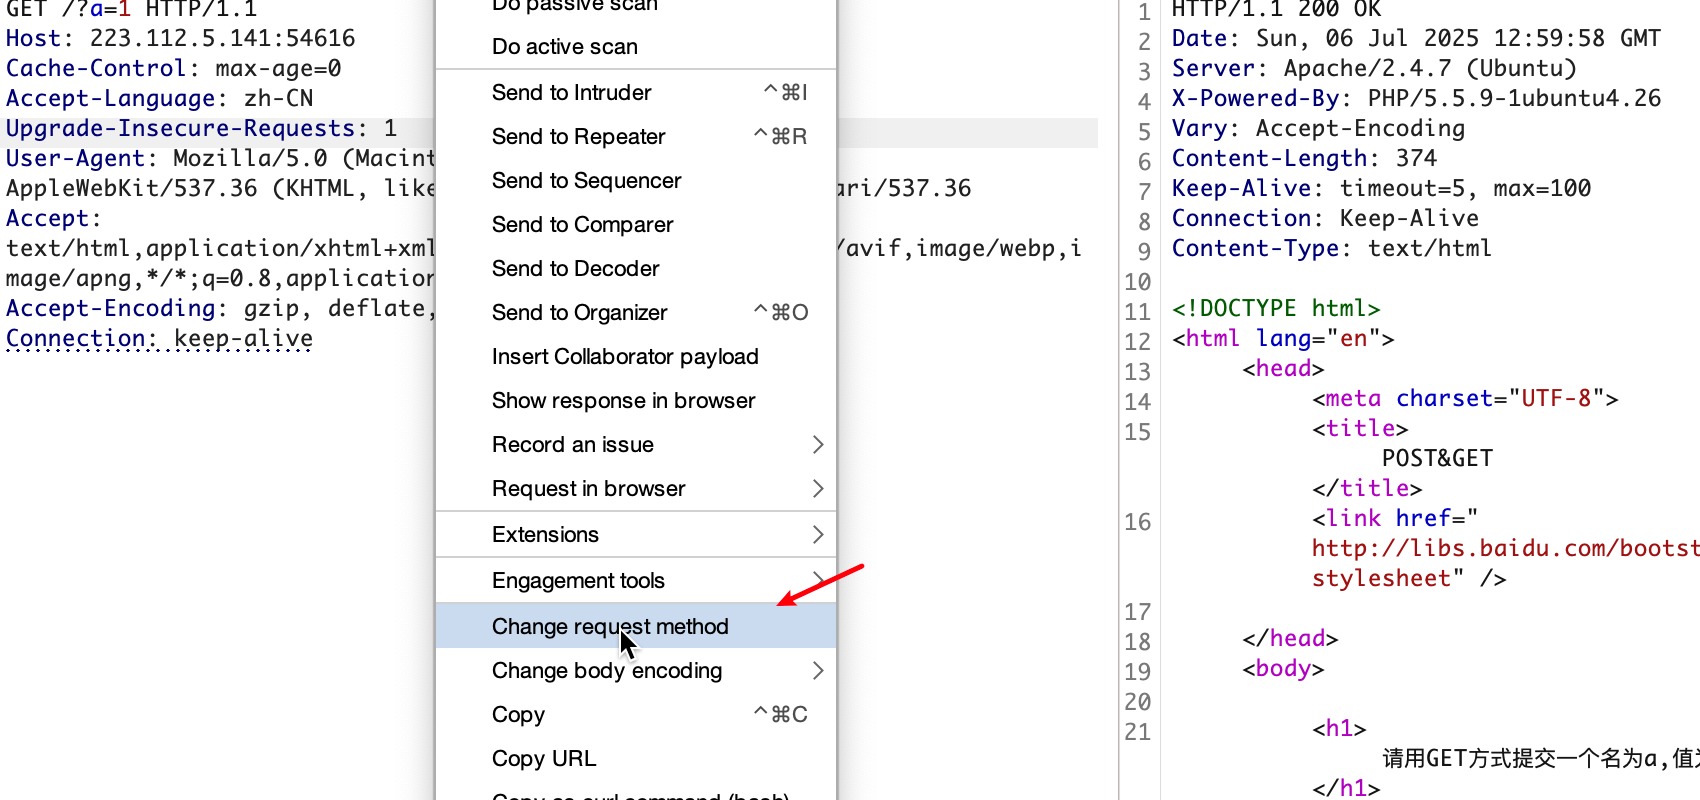 GET /?a=1 HTTP/1.1
Host: 223.112.5.141:54616
Cache-Control: max-age=0
Accept-Language: zh-CN
Upgrade-Insecure-Requests: 1
User-Agent: Mozilla/5.0 (Macint
AppleWebKit/537.36 (KHTML, like
ari/537.36
Accept:
text/html,application/xhtml+xml
/avif,image/webp,i
mage/apng,*/*;q=0.8,application
Accept-Encoding: gzip, deflate,
Connection: keep-alive
Do passive scan
Do active scan
Send to Intruder ^⌘I
Send to Repeater ^⌘R
Send to Sequencer
Send to Comparer
Send to Decoder
Send to Organizer ^⌘O
Insert Collaborator payload
Show response in browser
Record an issue
Request in browser
Extensions
Engagement tools
Change request method
Change body encoding
Copy ^⌘C
Copy URL
Copy as curl command (bash)
1 HTTP/1.1 200 OK
2 Date: Sun, 06 Jul 2025 12:59:58 GMT
3 Server: Apache/2.4.7 (Ubuntu)
4 X-Powered-By: PHP/5.5.9-1ubuntu4.26
5 Vary: Accept-Encoding
6 Content-Length: 374
7 Keep-Alive: timeout=5, max=100
8 Connection: Keep-Alive
9 Content-Type: text/html
10
11 <!DOCTYPE html>
12 <html lang="en">
13 <head>
14 <meta charset="UTF-8">
15 <title>
POST&GET
</title>
16 <link href="
http://libs.baidu.com/bootst
stylesheet" />
17
18 </head>
19 <body>
20
21 <h1>
请用GET方式提交一个名为a,值为
</h1>